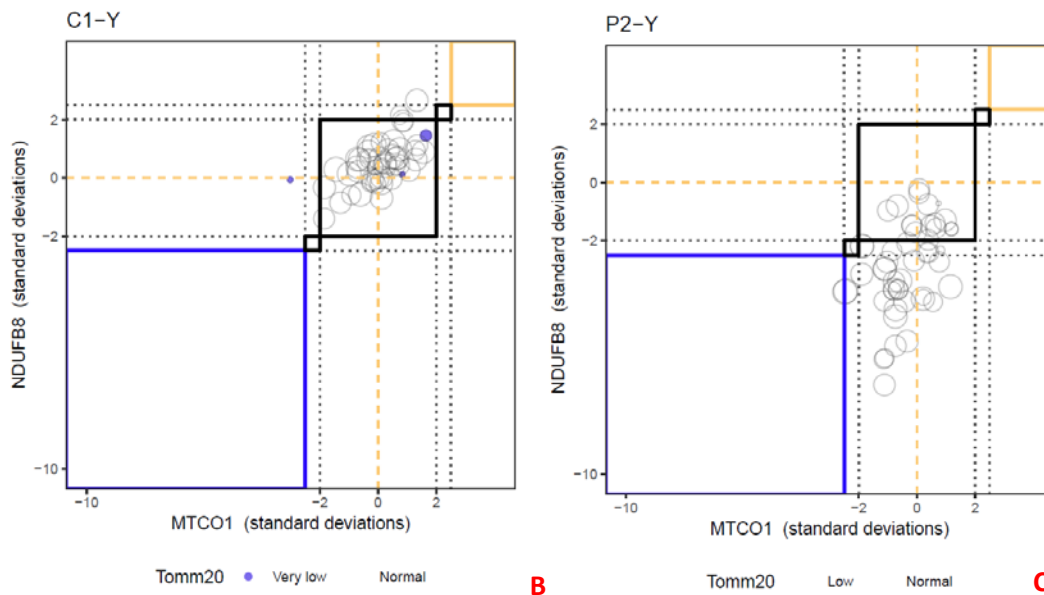 C1-Y
P2-Y
NDUFB8 (standard deviations)
2
0
-2
-10
-10
-2
0
2
MTCO1 (standard deviations)
Tomm20 Very low Normal
B
NDUFB8 (standard deviations)
2
0
-2
-10
-10
-2
0
2
MTCO1 (standard deviations)
Tomm20 Low Normal